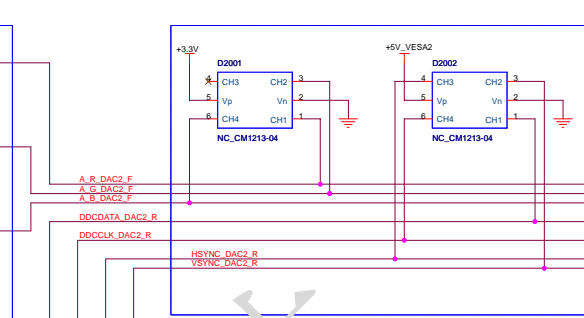 +3.3V
+5V_VESA2
D2001
D2002
4 CH3 CH2 3
4 CH3 CH2 3
5 Vp Vn 2
5 Vp Vn 2
6 CH4 CH1 1
6 CH4 CH1 1
NC_CM1213-04
NC_CM1213-04
A_R_DAC2_F
A_G_DAC2_F
A_B_DAC2_F
DDCDATA_DAC2_R
DDCCLK_DAC2_R
HSYNC_DAC2_R
VSYNC_DAC2_R